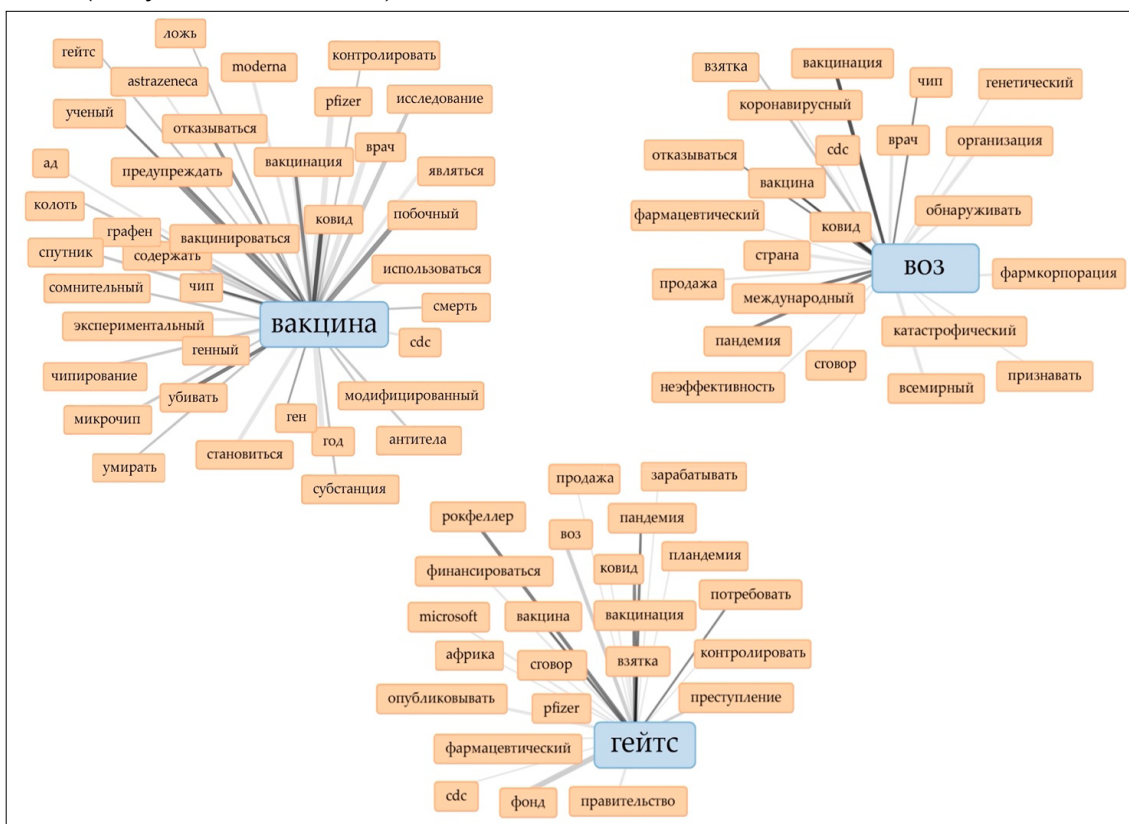 ложь
гейтс
moderna
контролировать
astrazeneca
pfizer
исследование
ученый
отказываться
врач
вакцинация
ад
предупреждать
являться
колоть
ковид
побочный
графен
вакцинироваться
спутник
содержать
использоваться
сомнительный
чип
смерть
экспериментальный
вакцина
cdc
генный
чипирование
убивать
модифицированный
микрочип
ген
год
антитела
становиться
умирать
субстанция
взятка
вакцинация
чип
генетический
коронавирусный
cdc
врач
организация
отказываться
вакцина
фармацевтический
обнаруживать
ковид
страна
воз
фармкорпорация
продажа
международный
пандемия
катастрофический
сговор
неэффективность
всемирный
признавать
продажа
зарабатывать
рокфеллер
пандемия
воз
пландемия
финансироваться
ковид
потребовать
microsoft
вакцина
вакцинация
африка
сговор
взятка
контролировать
опубликовывать
pfizer
преступление
фармацевтический
гейтс
cdc
фонд
правительство